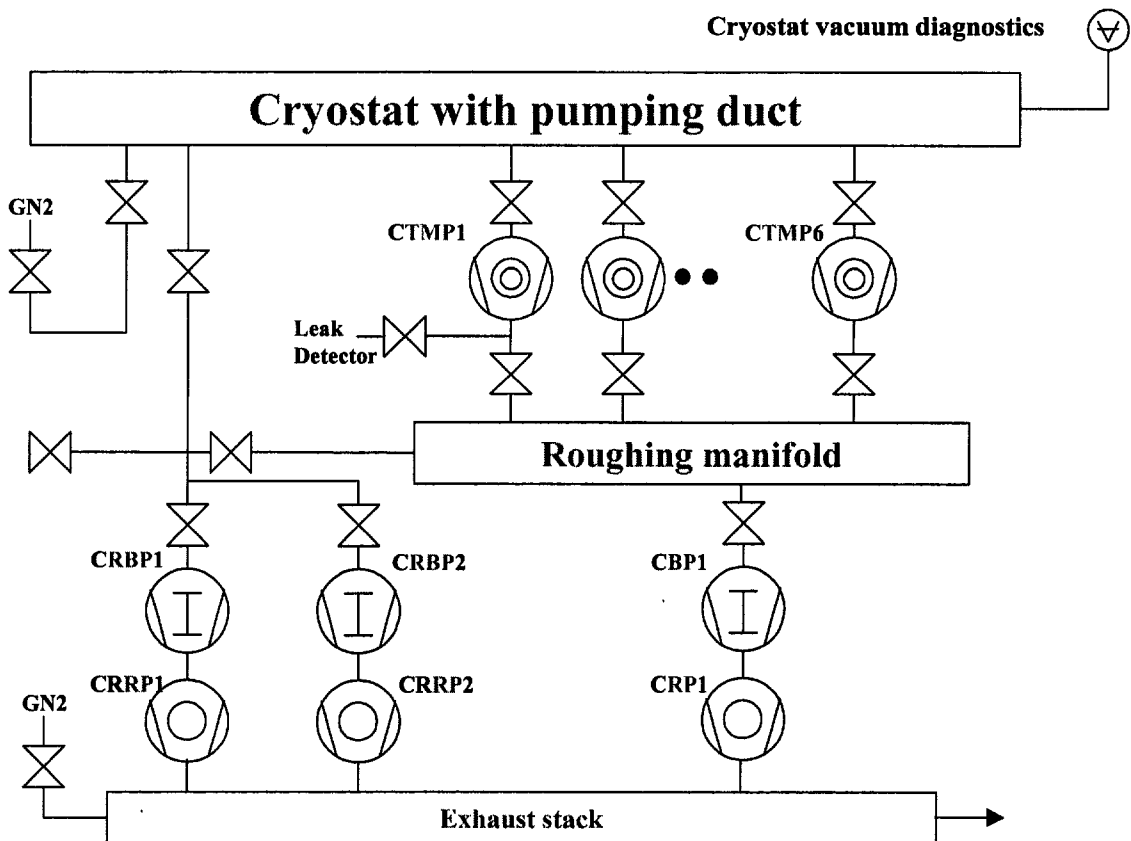 Cryostat vacuum diagnostics
Cryostat with pumping duct
GN2
CTMP1
CTMP6
Leak
Detector
Roughing manifold
CRBP1
CRBP2
CBP1
CRRP1
CRRP2
CRP1
GN2
Exhaust stack